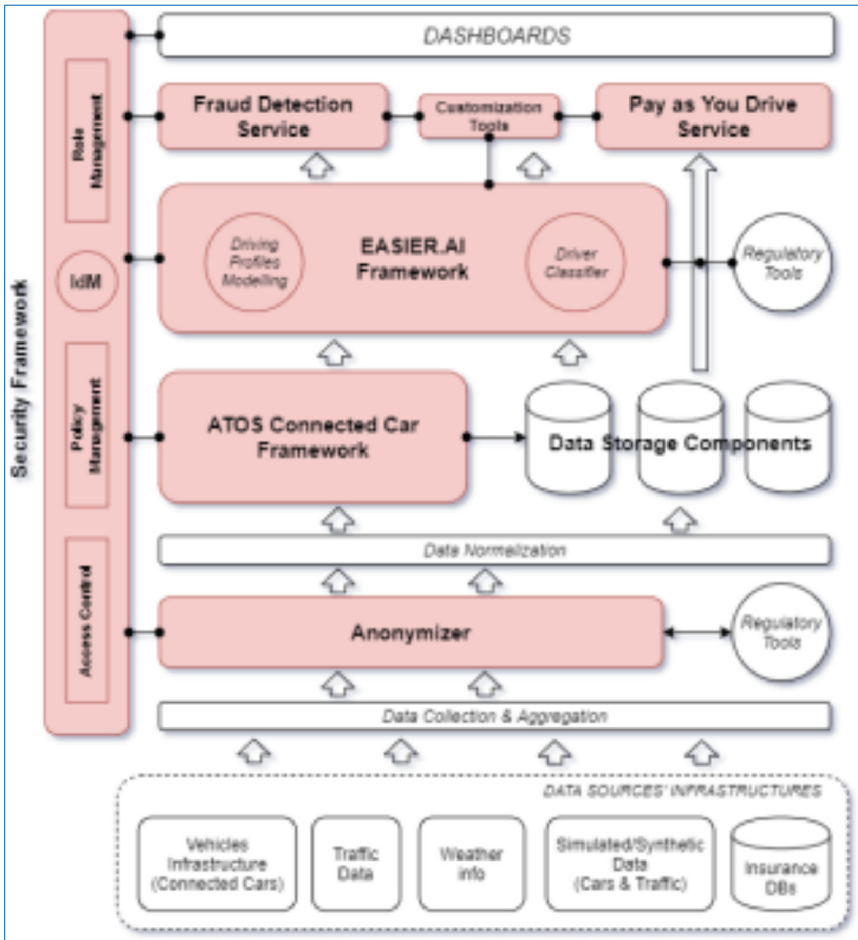 DASHBOARDS
Security Framework
Role
Management
IdM
Policy
Management
Access Control
Fraud Detection
Service
Customization
Tools
Pay as You Drive
Service
Driving
Profiles
Modelling
EASIER.AI
Framework
Driver
Classifier
Regulatory
Tools
ATOS Connected Car
Framework
Data Storage Components
Data Normalization
Anonymizer
Regulatory
Tools
Data Collection & Aggregation
DATA SOURCES' INFRASTRUCTURES
Vehicles
Infrastructure
(Connected Cars)
Traffic
Data
Weather
info
Simulated/Synthetic
Data
(Cars & Traffic)
Insurance
DBs